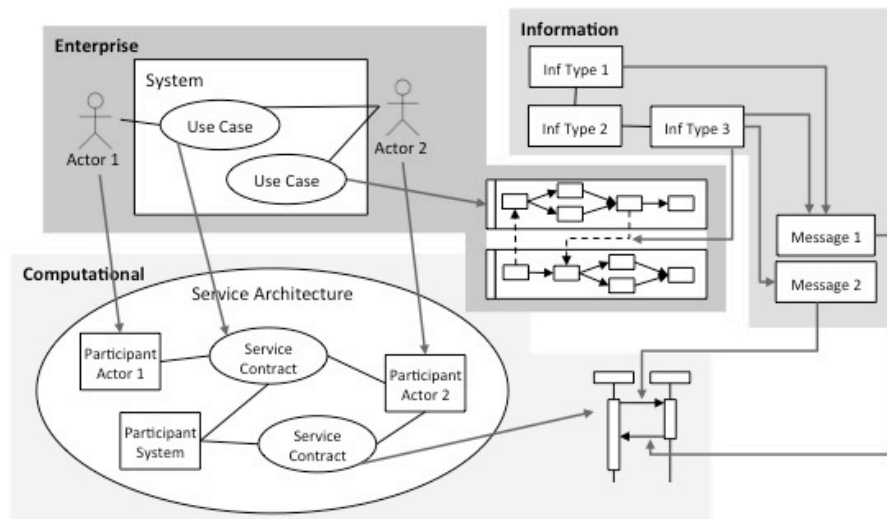 Enterprise
System
Use Case
Use Case
Actor 1
Actor 2
Information
Inf Type 1
Inf Type 2
Inf Type 3
Message 1
Message 2
Computational
Service Architecture
Participant
Actor 1
Service
Contract
Participant
Actor 2
Participant
System
Service
Contract